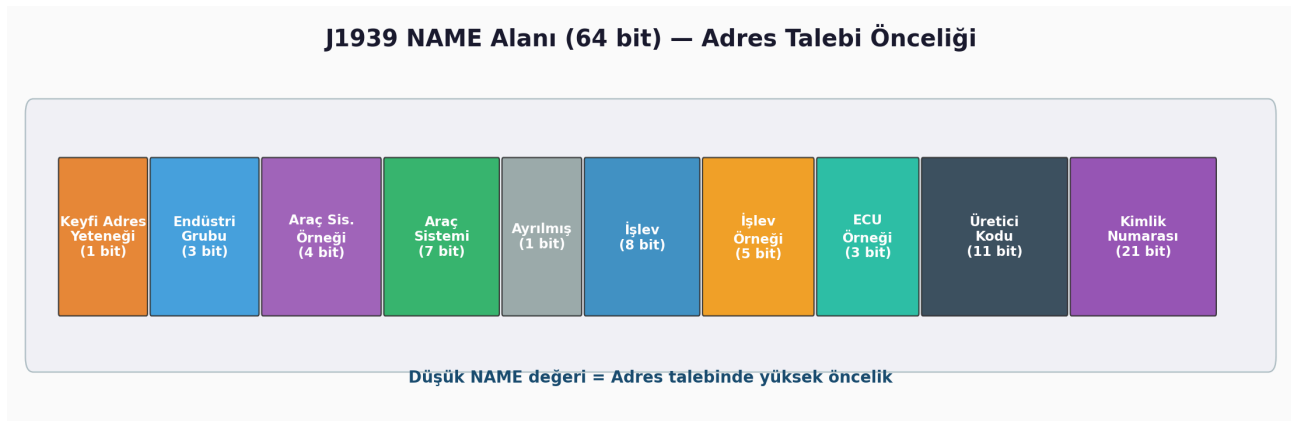 J1939 NAME Alanı (64 bit) — Adres Talebi Önceliği
Keyfi Adres
Yeteneği
(1 bit)
Endüstri
Grubu
(3 bit)
Araç Sis.
Örneği
(4 bit)
Araç
Sistemi
(7 bit)
Ayrılmış
(1 bit)
İşlev
(8 bit)
İşlev
Örneği
(5 bit)
ECU
Örneği
(3 bit)
Üretici
Kodu
(11 bit)
Kimlik
Numarası
(21 bit)
Düşük NAME değeri = Adres talebinde yüksek öncelik